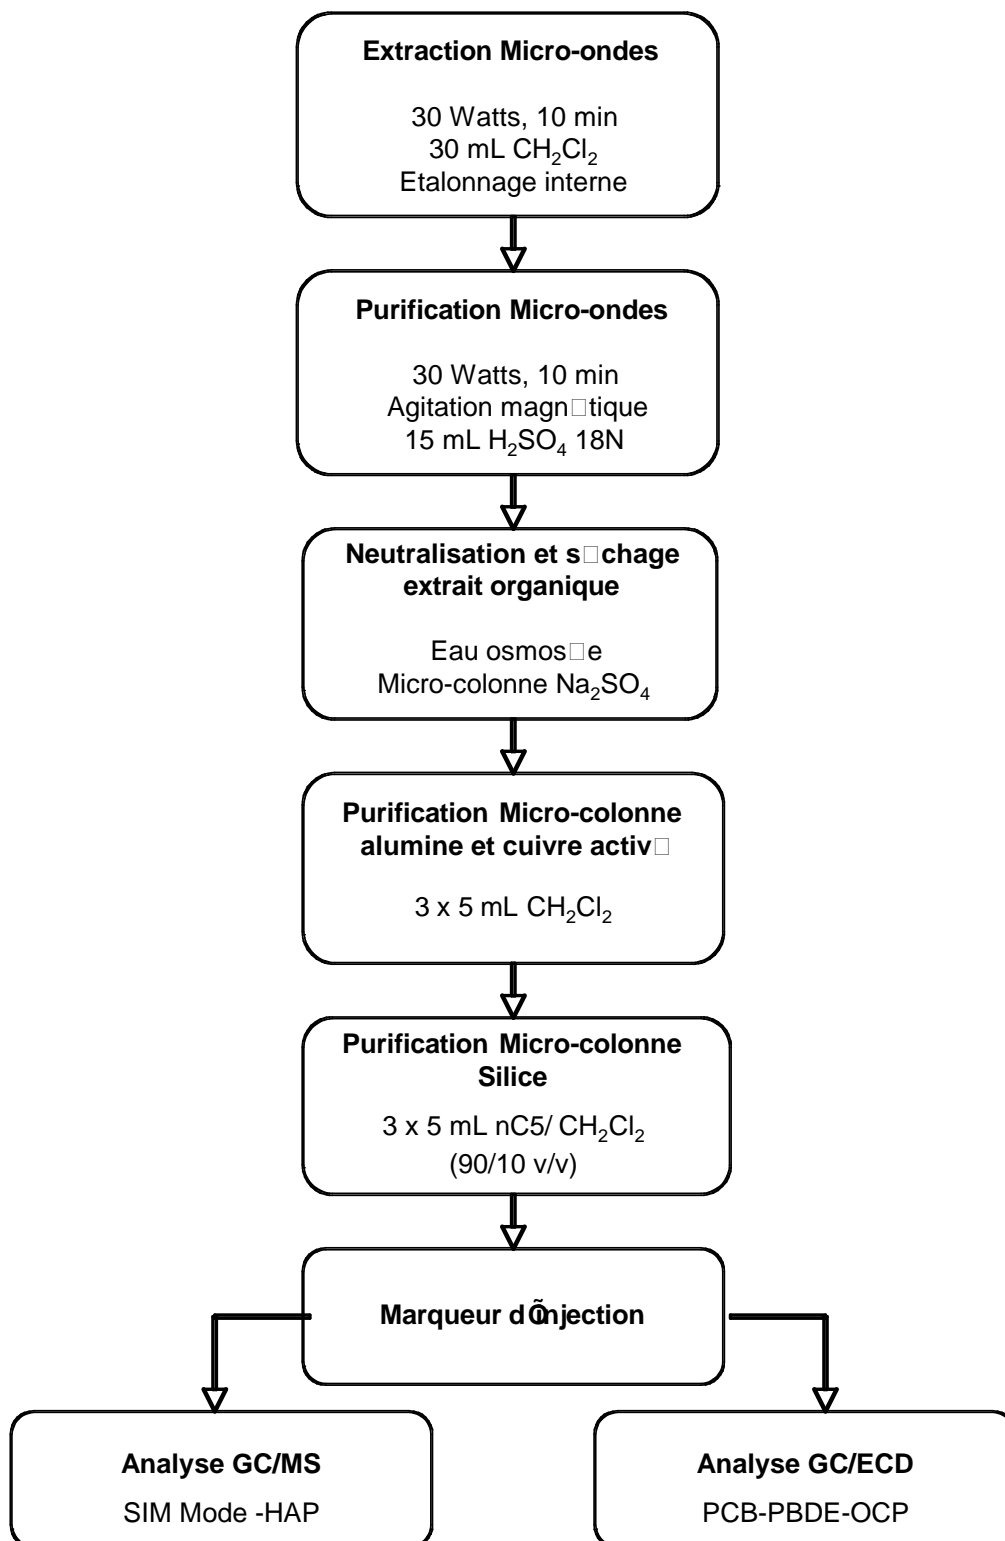 Extraction Micro-ondes
30 Watts, 10 min
30 mL CH₂Cl₂
Etalonnage interne
Purification Micro-ondes
30 Watts, 10 min
Agitation magn□tique
15 mL H₂SO₄ 18N
Neutralisation et s□chage
extrait organique
Eau osmos□e
Micro-colonne Na₂SO₄
Purification Micro-colonne
alumine et cuivre activ□
3 x 5 mL CH₂Cl₂
Purification Micro-colonne
Silice
3 x 5 mL nC5/ CH₂Cl₂
(90/10 v/v)
Marqueur dÕinjection
Analyse GC/MS
SIM Mode -HAP
Analyse GC/ECD
PCB-PBDE-OCP